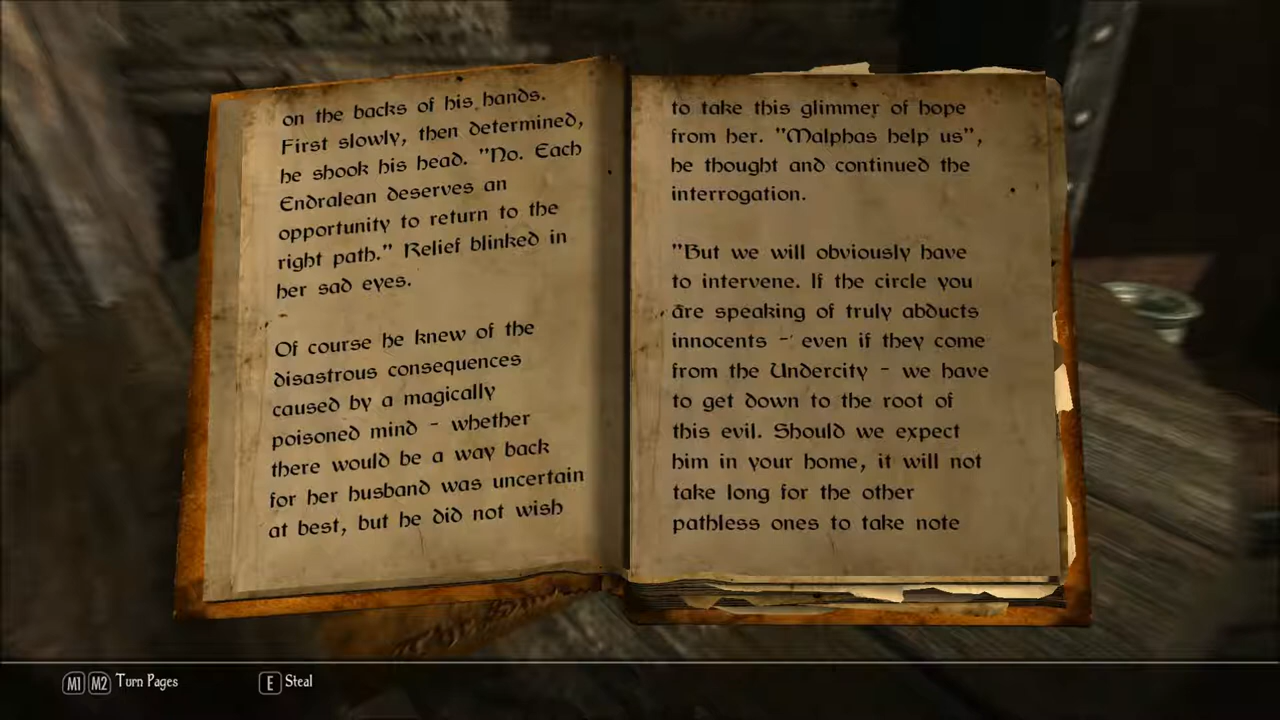 on the backs of his hands.
First slowly, then determined,
he shook his head. "No. Each
Endralean deserves an
opportunity to return to the
right path." Relief blinked in
her sad eyes.
Of course he knew of the
disastrous consequences
caused by a magically
poisoned mind - whether
there would be a way back
for her husband was uncertain
at best, but he did not wish
to take this glimmer of hope
from her. "Malphas help us",
he thought and continued the
interrogation.
"But we will obviously have
to intervene. If the circle you
are speaking of truly abducts
innocents - even if they come
from the Undercity - we have
to get down to the root of
this evil. Should we expect
him in your home, it will not
take long for the other
pathless ones to take note
M1 M2 Turn Pages
E Steal